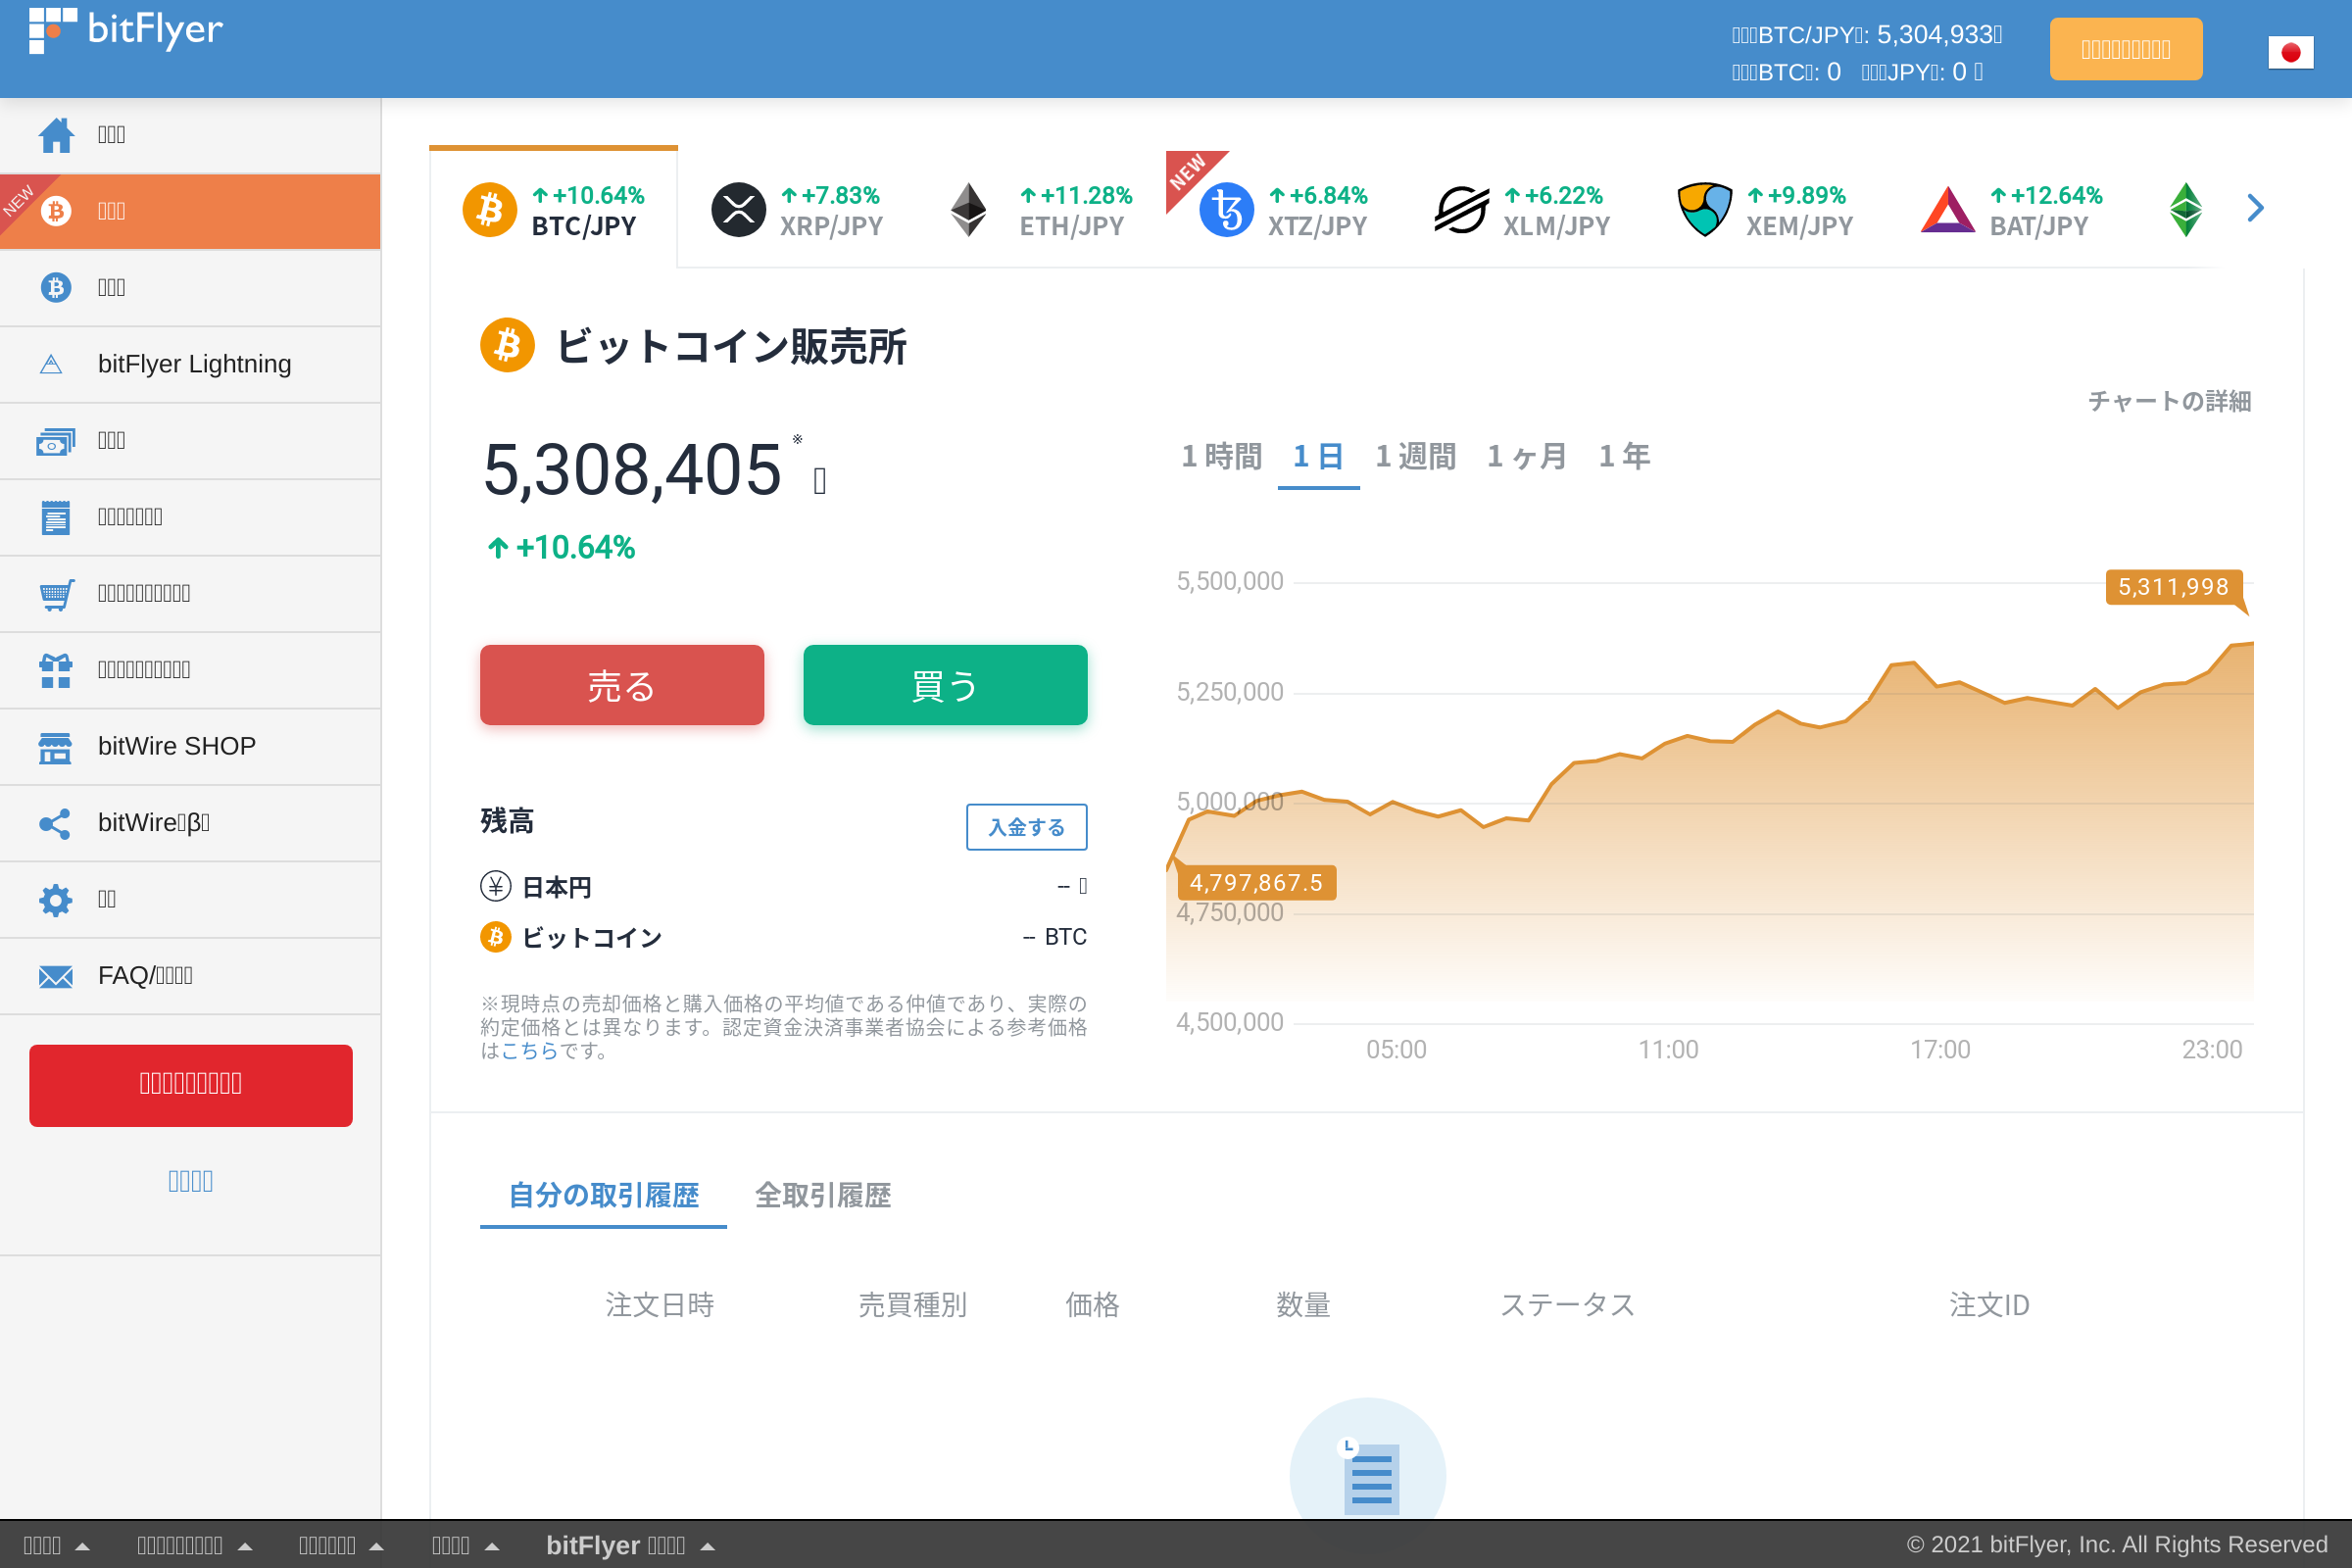 bitFlyer
BTC/JPY: 5,304,933
BTC: 0 JPY: 0
NEW
bitFlyer Lightning
bitWire SHOP
bitWire β
FAQ/
↑+10.64%
BTC/JPY
↑+7.83%
XRP/JPY
↑+11.28%
ETH/JPY
NEW
↑+6.84%
XTZ/JPY
↑+6.22%
XLM/JPY
↑+9.89%
XEM/JPY
↑+12.64%
BAT/JPY
ビットコイン販売所
チャートの詳細
5,308,405 ※
↑+10.64%
1 時間 1 日 1 週間 1 ヶ月 1 年
売る 買う
残高 入金する
日本円 --
ビットコイン -- BTC
※現時点の売却価格と購入価格の平均値である仲値であり、実際の
約定価格とは異なります。認定資金決済事業者協会による参考価格
はこちらです。
5,500,000
5,311,998
5,250,000
5,000,000
4,797,867.5
4,750,000
4,500,000
05:00 11:00 17:00 23:00
自分の取引履歴 全取引履歴
注文日時 売買種別 価格 数量 ステータス 注文ID
bitFlyer
© 2021 bitFlyer, Inc. All Rights Reserved